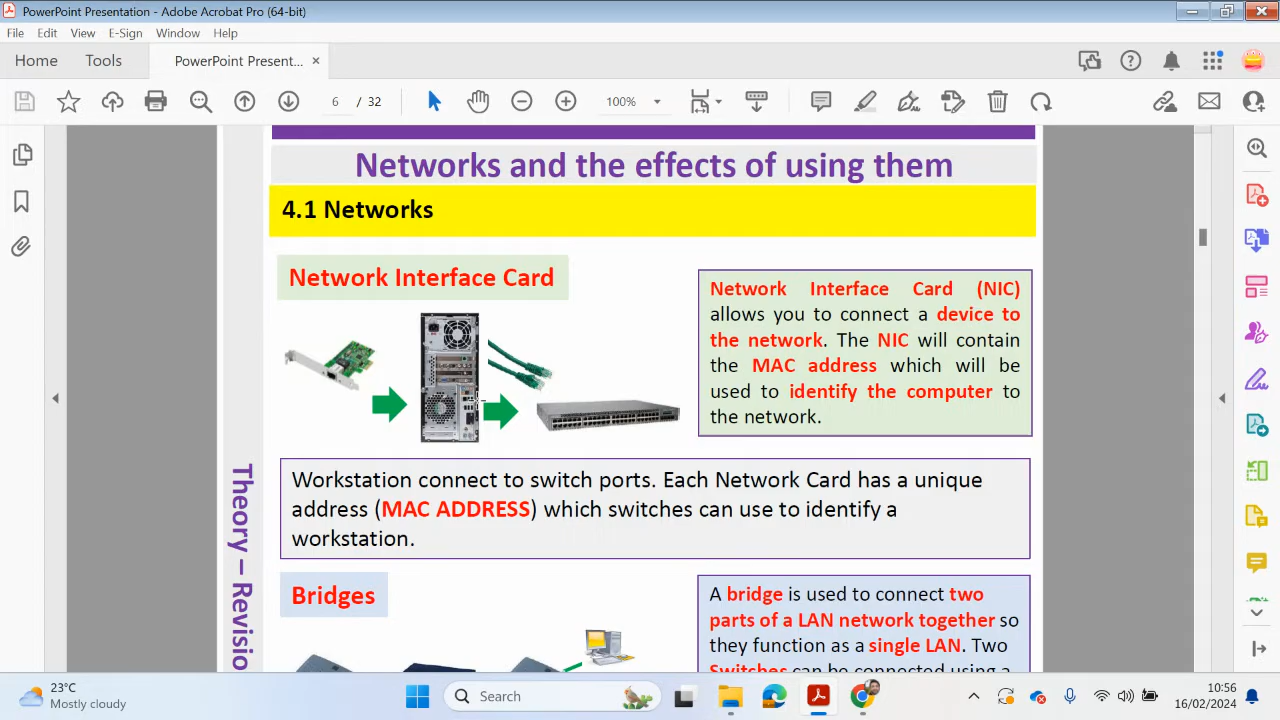 PowerPoint Presentation - Adobe Acrobat Pro (64-bit)
File Edit View E-Sign Window Help
Home Tools PowerPoint Present... ×
6 / 32 100%
Networks and the effects of using them
4.1 Networks
Network Interface Card
Network Interface Card (NIC)
allows you to connect a device to
the network. The NIC will contain
the MAC address which will be
used to identify the computer to
the network.
Workstation connect to switch ports. Each Network Card has a unique
address (MAC ADDRESS) which switches can use to identify a
workstation.
Theory – Revisio
Bridges
A bridge is used to connect two
parts of a LAN network together so
they function as a single LAN. Two
Switches can be connected using a
23°C
Mostly cloudy
Search
10:56
16/02/2024